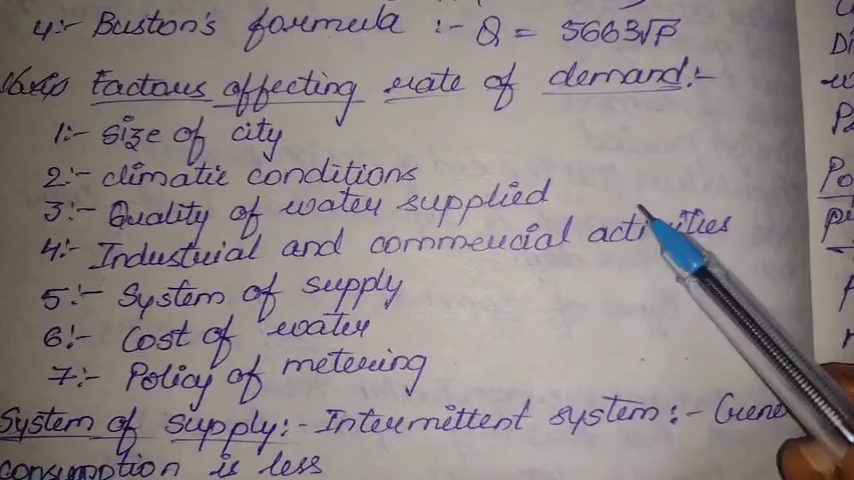 4:- Buston's formula :- Q = 5663√P
Factors affecting rate of demand:-
1:- Size of city
2:- climatic conditions
3:- Quality of water supplied
4:- Industrial and commercial activities
5:- System of supply
6:- Cost of water
7:- Policy of metering
System of supply:- Intermittent system:- Gene
consumption is less